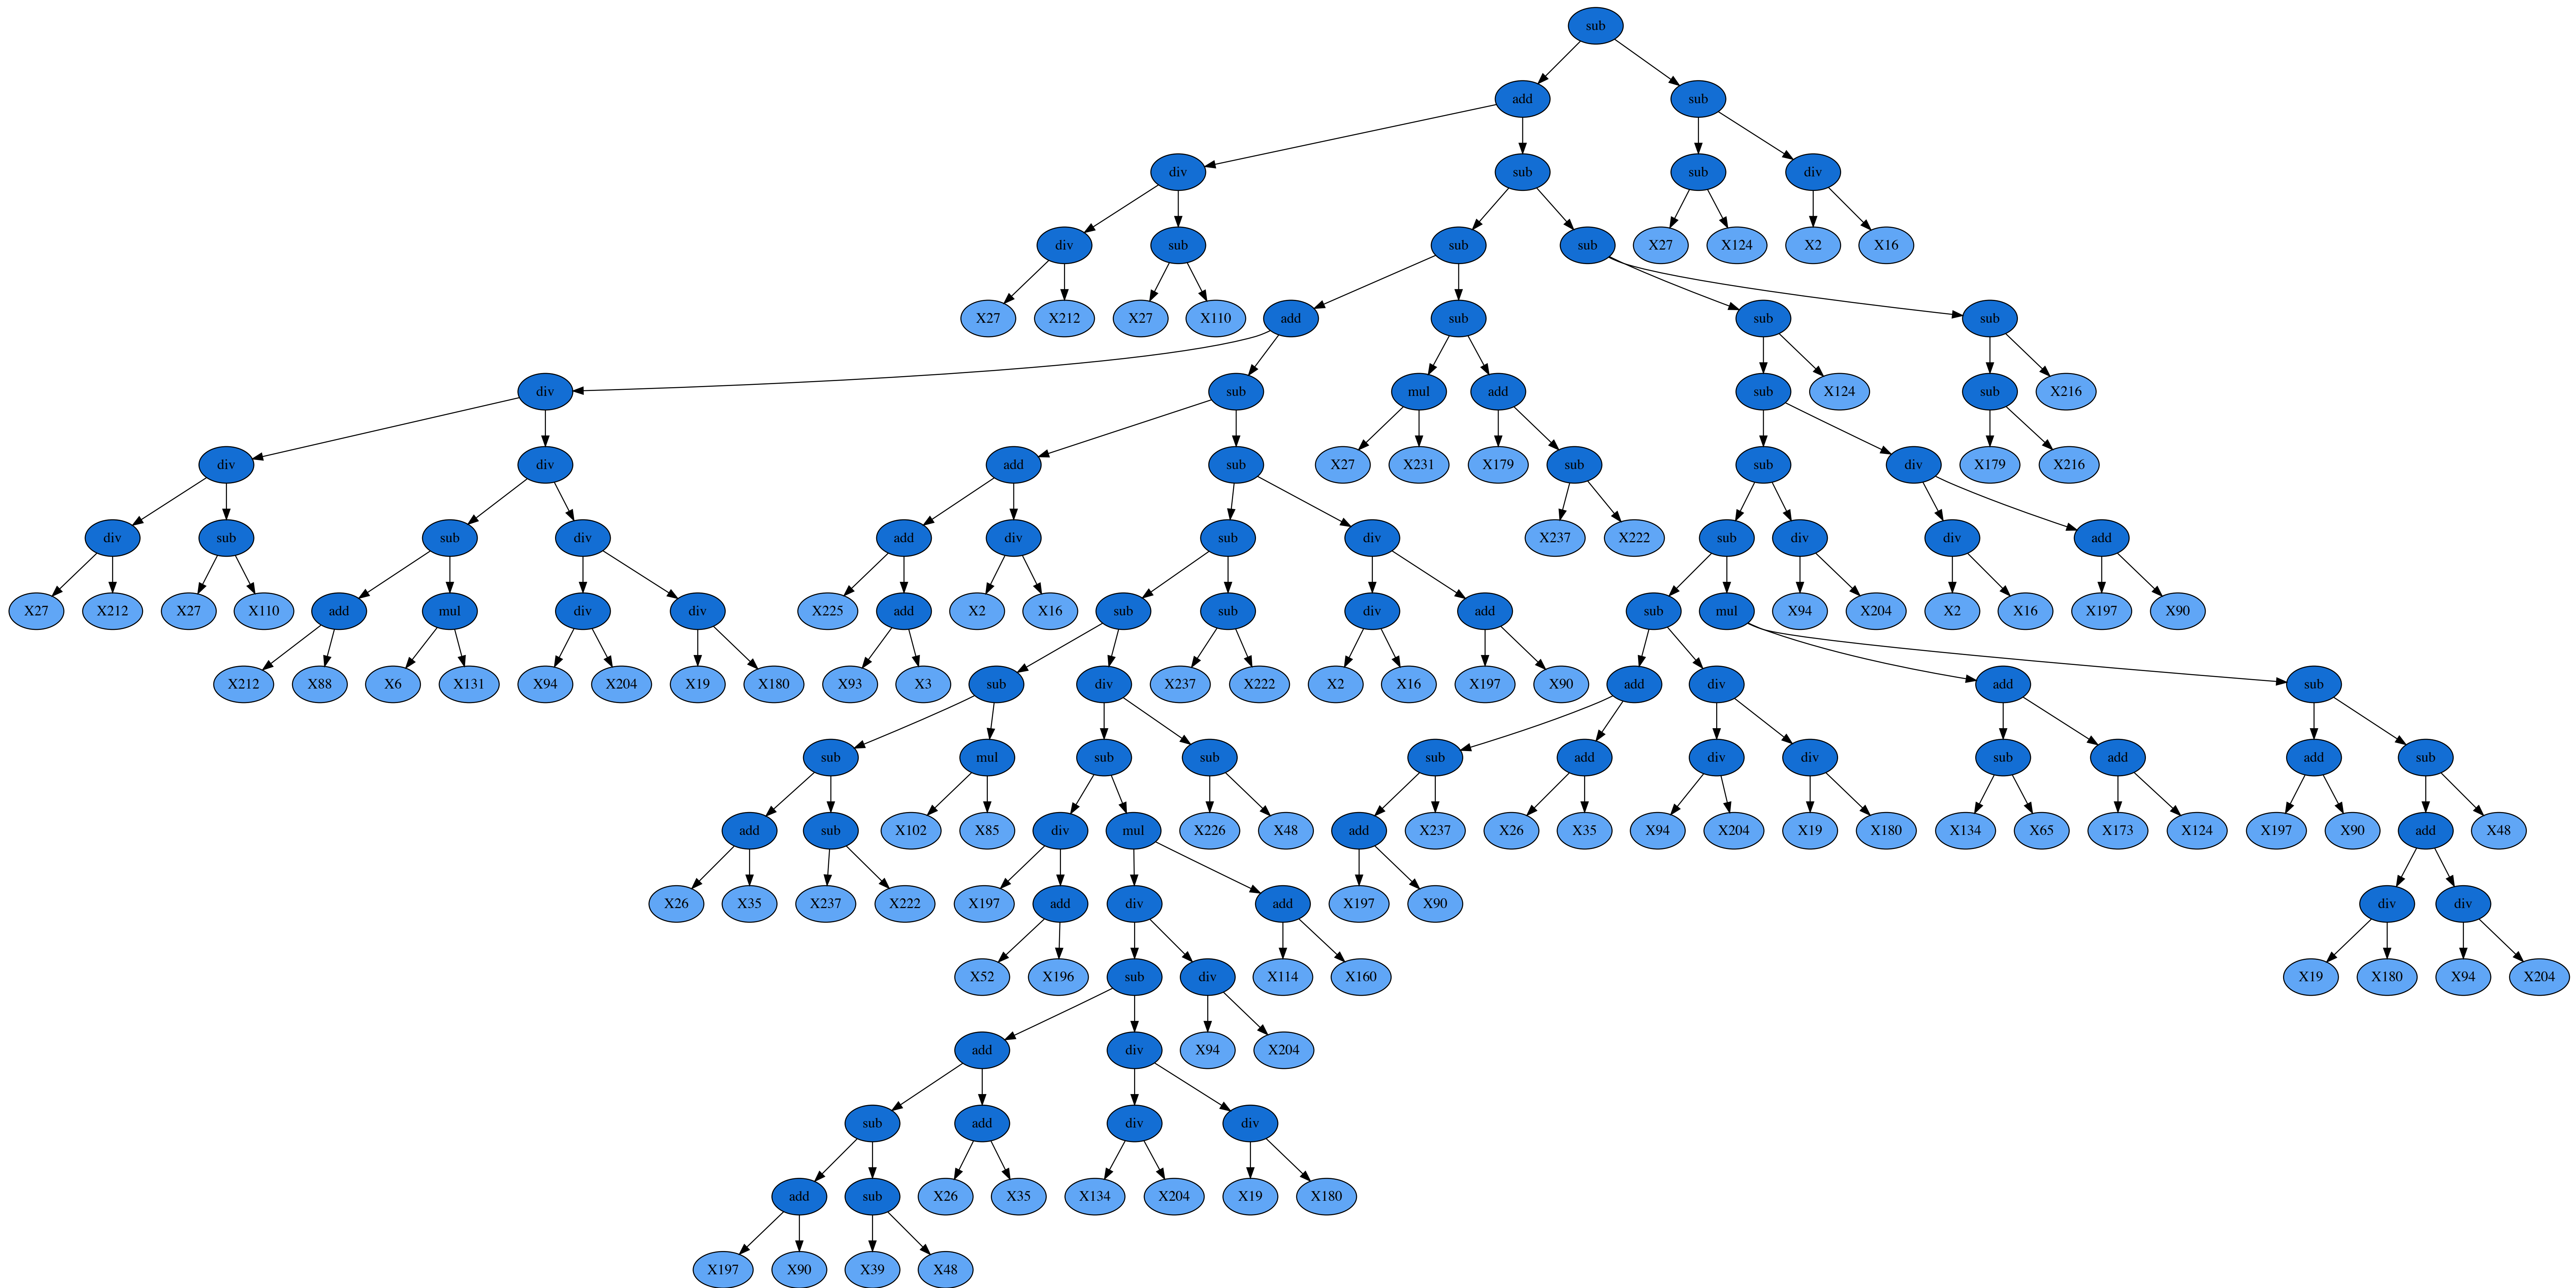 sub
add sub
div sub sub div
div sub sub sub X27 X124 X2 X16
X27 X212 X27 X110 add sub sub sub
div sub mul add sub X124 sub X216
div div add sub X27 X231 X179 sub sub div X179 X216
div sub sub div add div sub div X237 X222 sub div div add
X27 X212 X27 X110 add mul div div X225 add X2 X16 sub sub div add sub mul X94 X204 X2 X16 X197 X90
X212 X88 X6 X131 X94 X204 X19 X180 X93 X3 sub div X237 X222 X2 X16 X197 X90 add div add sub
sub mul sub sub sub add div div sub add add sub
add sub X102 X85 div mul X226 X48 add X237 X26 X35 X94 X204 X19 X180 X134 X65 X173 X124 X197 X90 add X48
X26 X35 X237 X222 X197 add div add X197 X90 div div
X52 X196 sub div X114 X160 X19 X180 X94 X204
add div X94 X204
sub add div div
add sub X26 X35 X134 X204 X19 X180
X197 X90 X39 X48